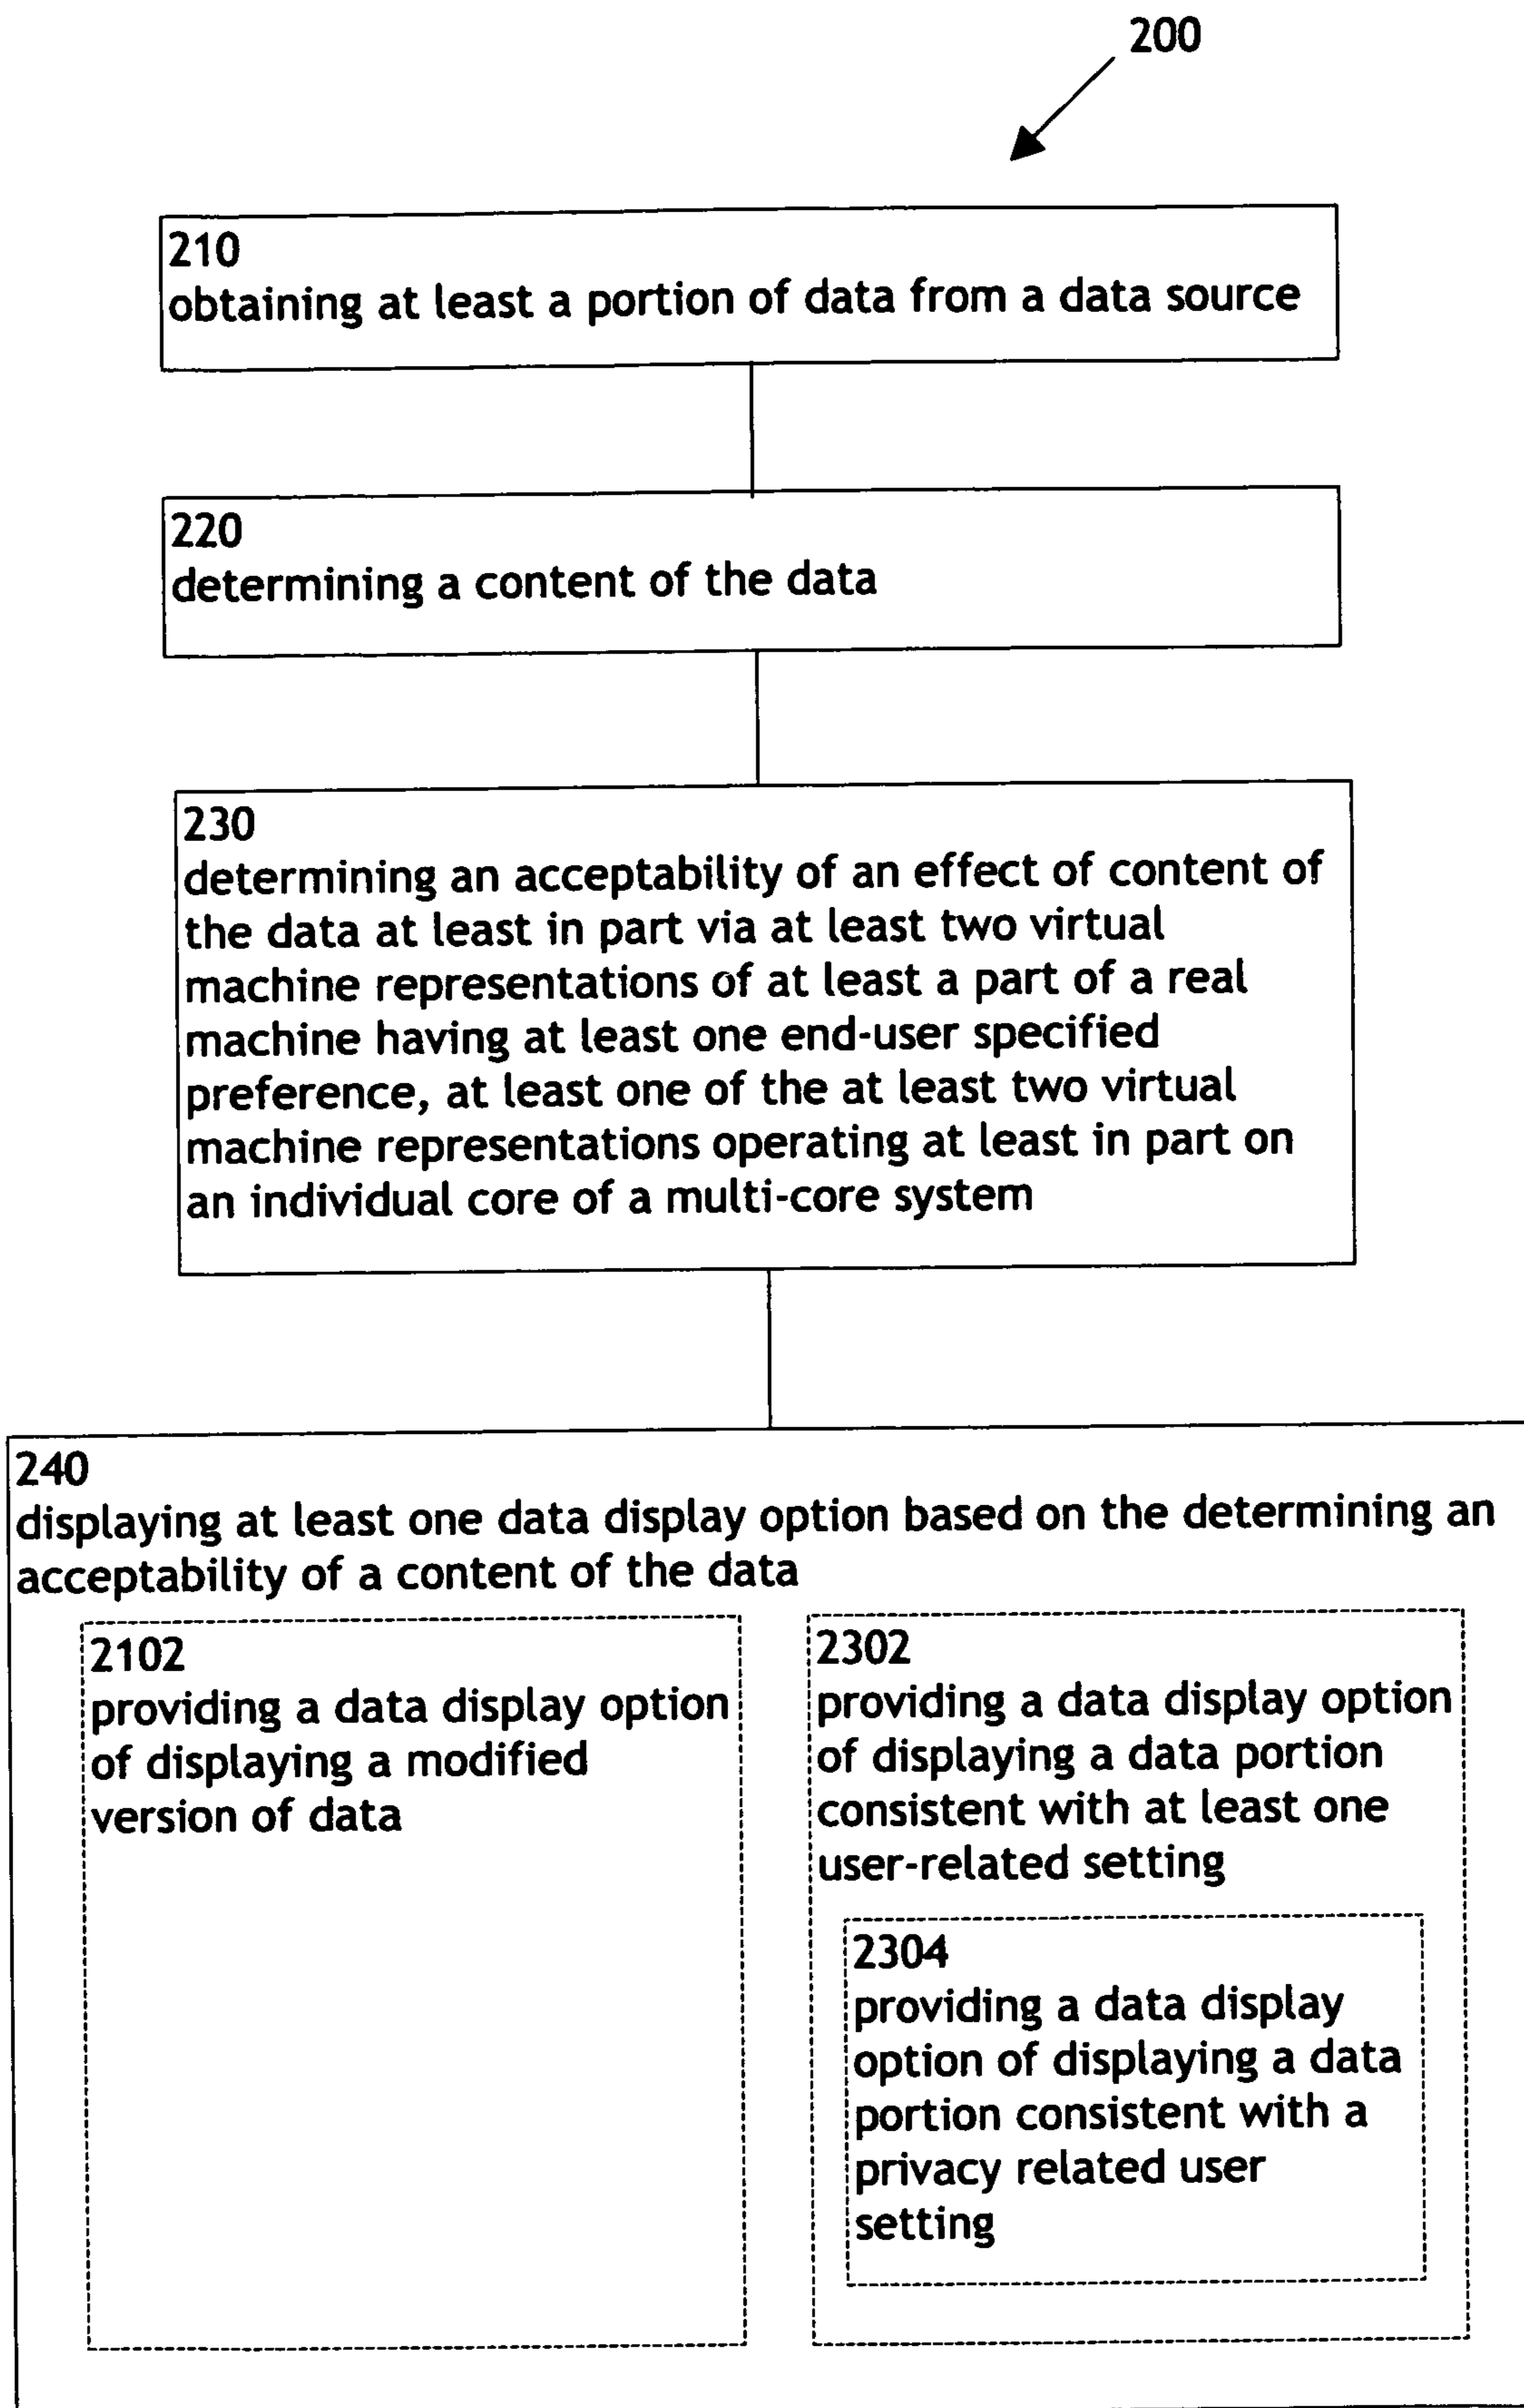 200
210
obtaining at least a portion of data from a data source
220
determining a content of the data
230
determining an acceptability of an effect of content of
the data at least in part via at least two virtual
machine representations of at least a part of a real
machine having at least one end-user specified
preference, at least one of the at least two virtual
machine representations operating at least in part on
an individual core of a multi-core system
240
displaying at least one data display option based on the determining an
acceptability of a content of the data
2102
providing a data display option
of displaying a modified
version of data
2302
providing a data display option
of displaying a data portion
consistent with at least one
user-related setting
2304
providing a data display
option of displaying a data
portion consistent with a
privacy related user
setting